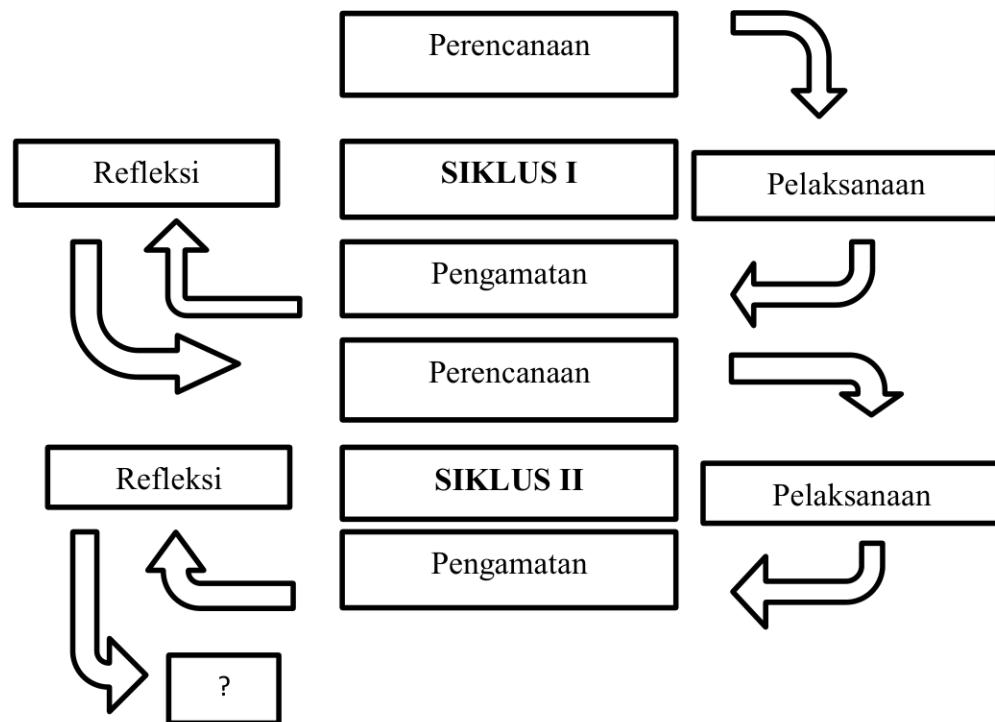 Perencanaan
Refleksi
SIKLUS I
Pelaksanaan
Pengamatan
Perencanaan
Refleksi
SIKLUS II
Pelaksanaan
Pengamatan
?